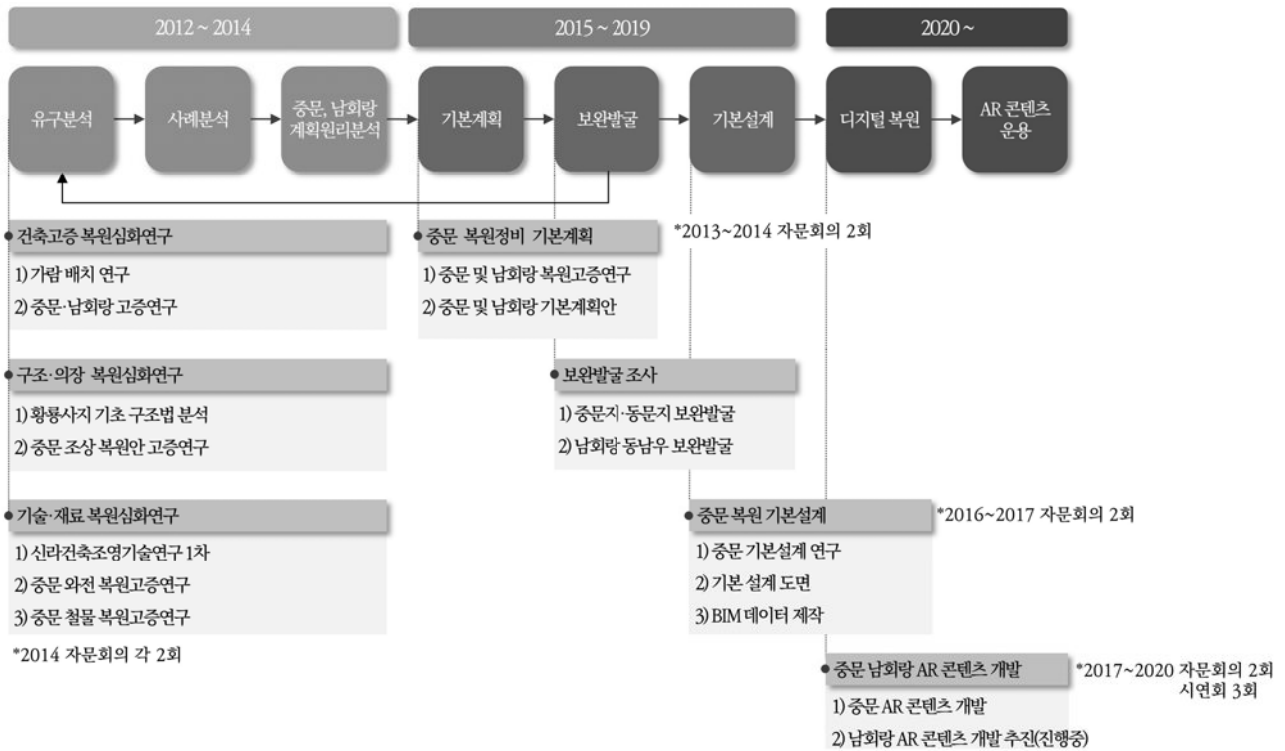 2012 ~ 2014
2015 ~ 2019
2020 ~
유구분석
사례분석
중문, 남회랑
계획원리분석
기본계획
보완발굴
기본설계
디지털 복원
AR 콘텐츠
운용
건축고증 복원심화연구
1) 가람 배치 연구
2) 중문·남회랑 고증연구
구조·의장 복원심화연구
1) 황룡사지 기초 구조법 분석
2) 중문 조상 복원안 고증연구
기술·재료 복원심화연구
1) 신라건축조영기술연구 1차
2) 중문 와전 복원고증연구
3) 중문 철물 복원고증연구
*2014 자문회의 각 2회
중문 복원정비 기본계획
*2013~2014 자문회의 2회
1) 중문 및 남회랑 복원고증연구
2) 중문 및 남회랑 기본계획안
보완발굴 조사
1) 중문지·동문지 보완발굴
2) 남회랑 동남우 보완발굴
중문 복원 기본설계
*2016~2017 자문회의 2회
1) 중문 기본설계 연구
2) 기본 설계 도면
3) BIM 데이터 제작
중문 남회랑 AR 콘텐츠 개발
*2017~2020 자문회의 2회
시연회 3회
1) 중문 AR 콘텐츠 개발
2) 남회랑 AR 콘텐츠 개발 추진(진행중)